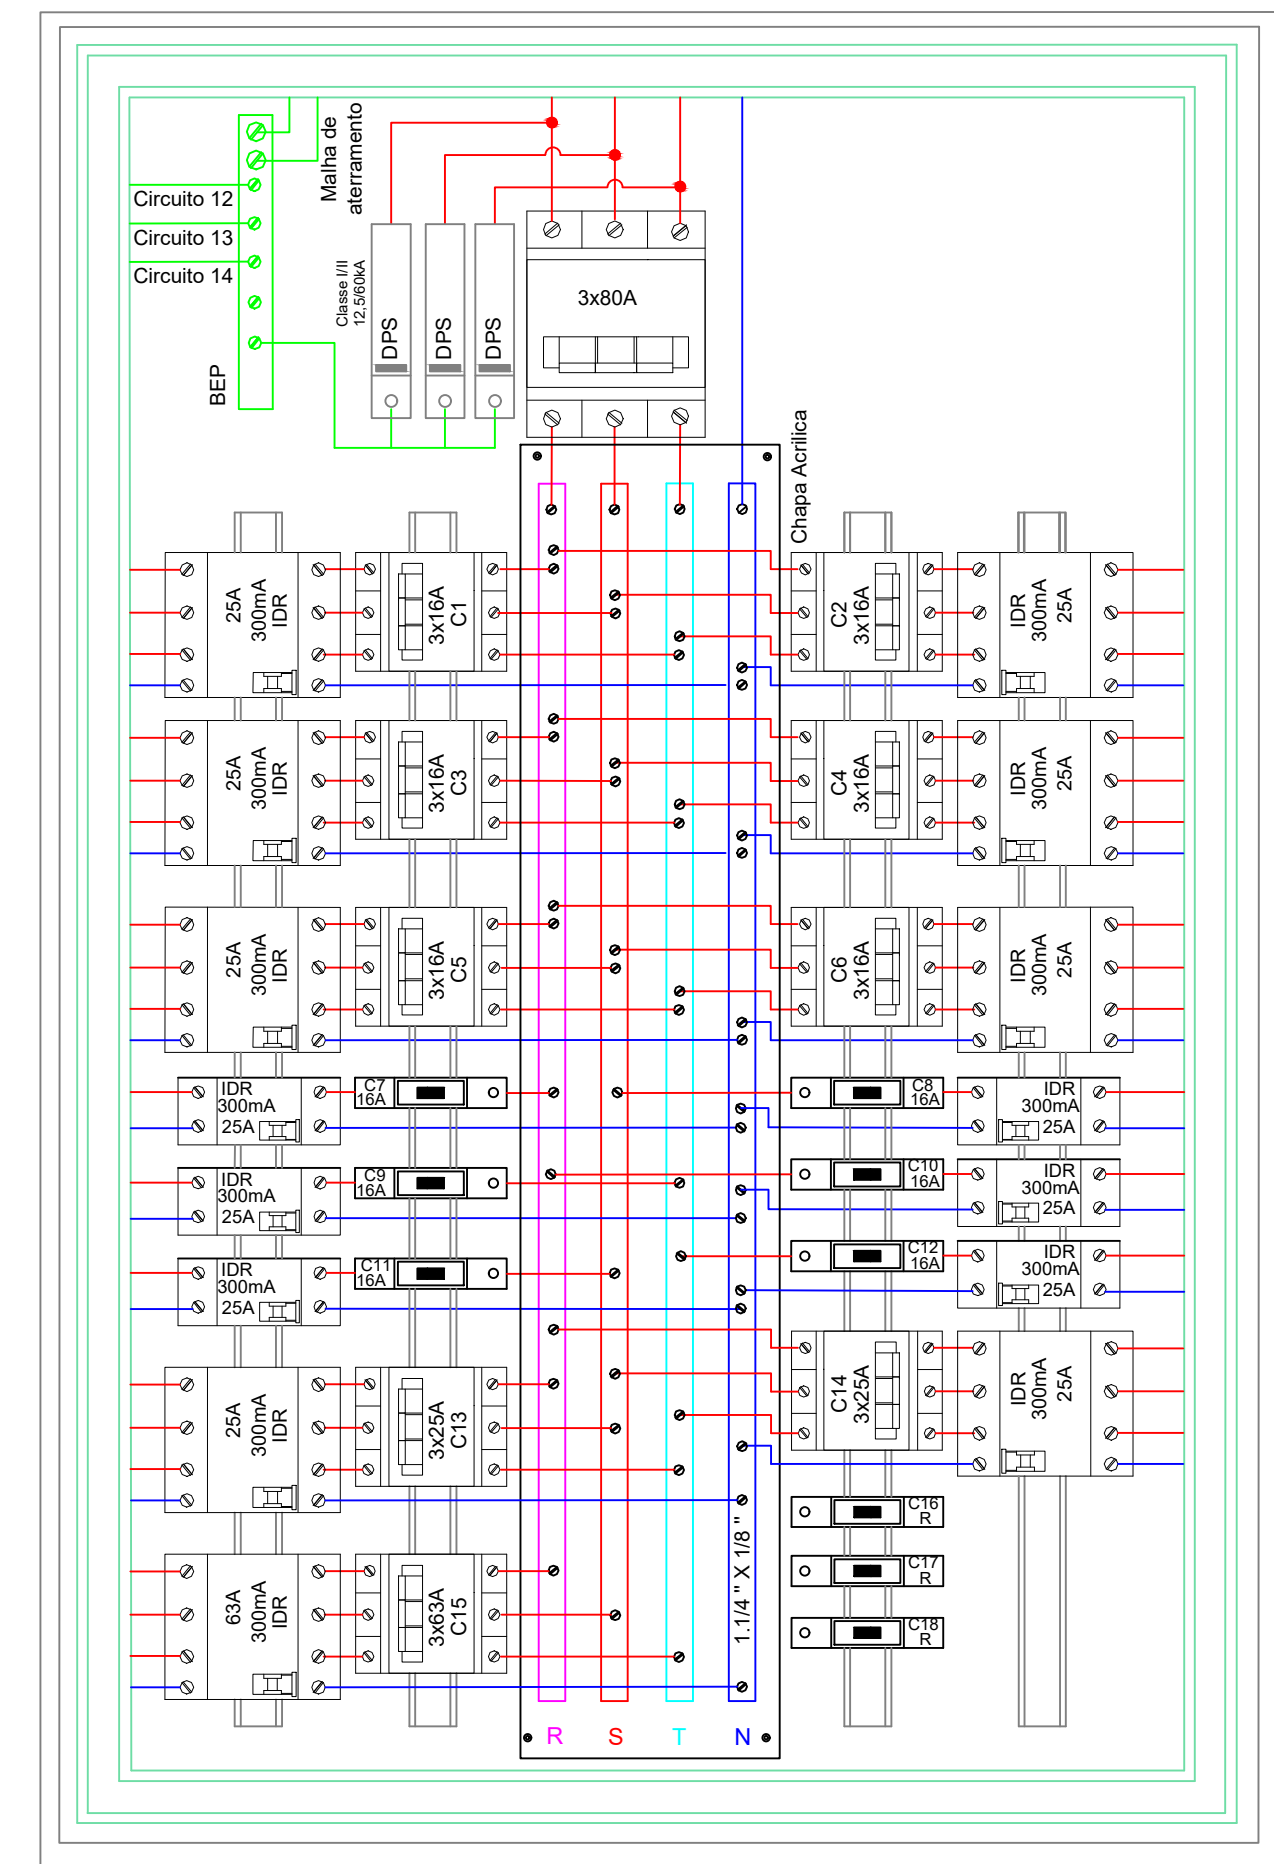 Malha de
aterramento
Circuito 12
Circuito 13
Circuito 14
BEP
Classe I/II
12,5/60kA
DPS
DPS
DPS
3x80A
Chapa Acrilica
25A
300mA
IDR
3x16A
C1
C2
3x16A
IDR
300mA
25A
25A
300mA
IDR
3x16A
C3
C4
3x16A
IDR
300mA
25A
25A
300mA
IDR
3x16A
C5
C6
3x16A
IDR
300mA
25A
IDR
300mA
25A
C7
16A
C8
16A
IDR
300mA
25A
IDR
300mA
25A
C9
16A
C10
16A
IDR
300mA
25A
IDR
300mA
25A
C11
16A
C12
16A
IDR
300mA
25A
25A
300mA
IDR
3x25A
C13
C14
3x25A
IDR
300mA
25A
63A
300mA
IDR
3x63A
C15
1.1/4 " X 1/8 "
C16
R
C17
R
C18
R
R
S
T
N